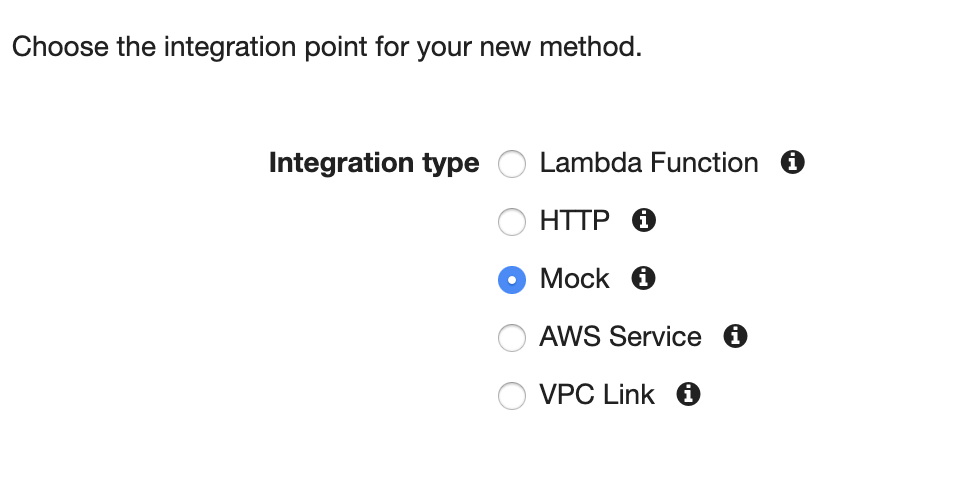 Choose the integration point for your new method.
Integration type Lambda Function
HTTP
Mock
AWS Service
VPC Link